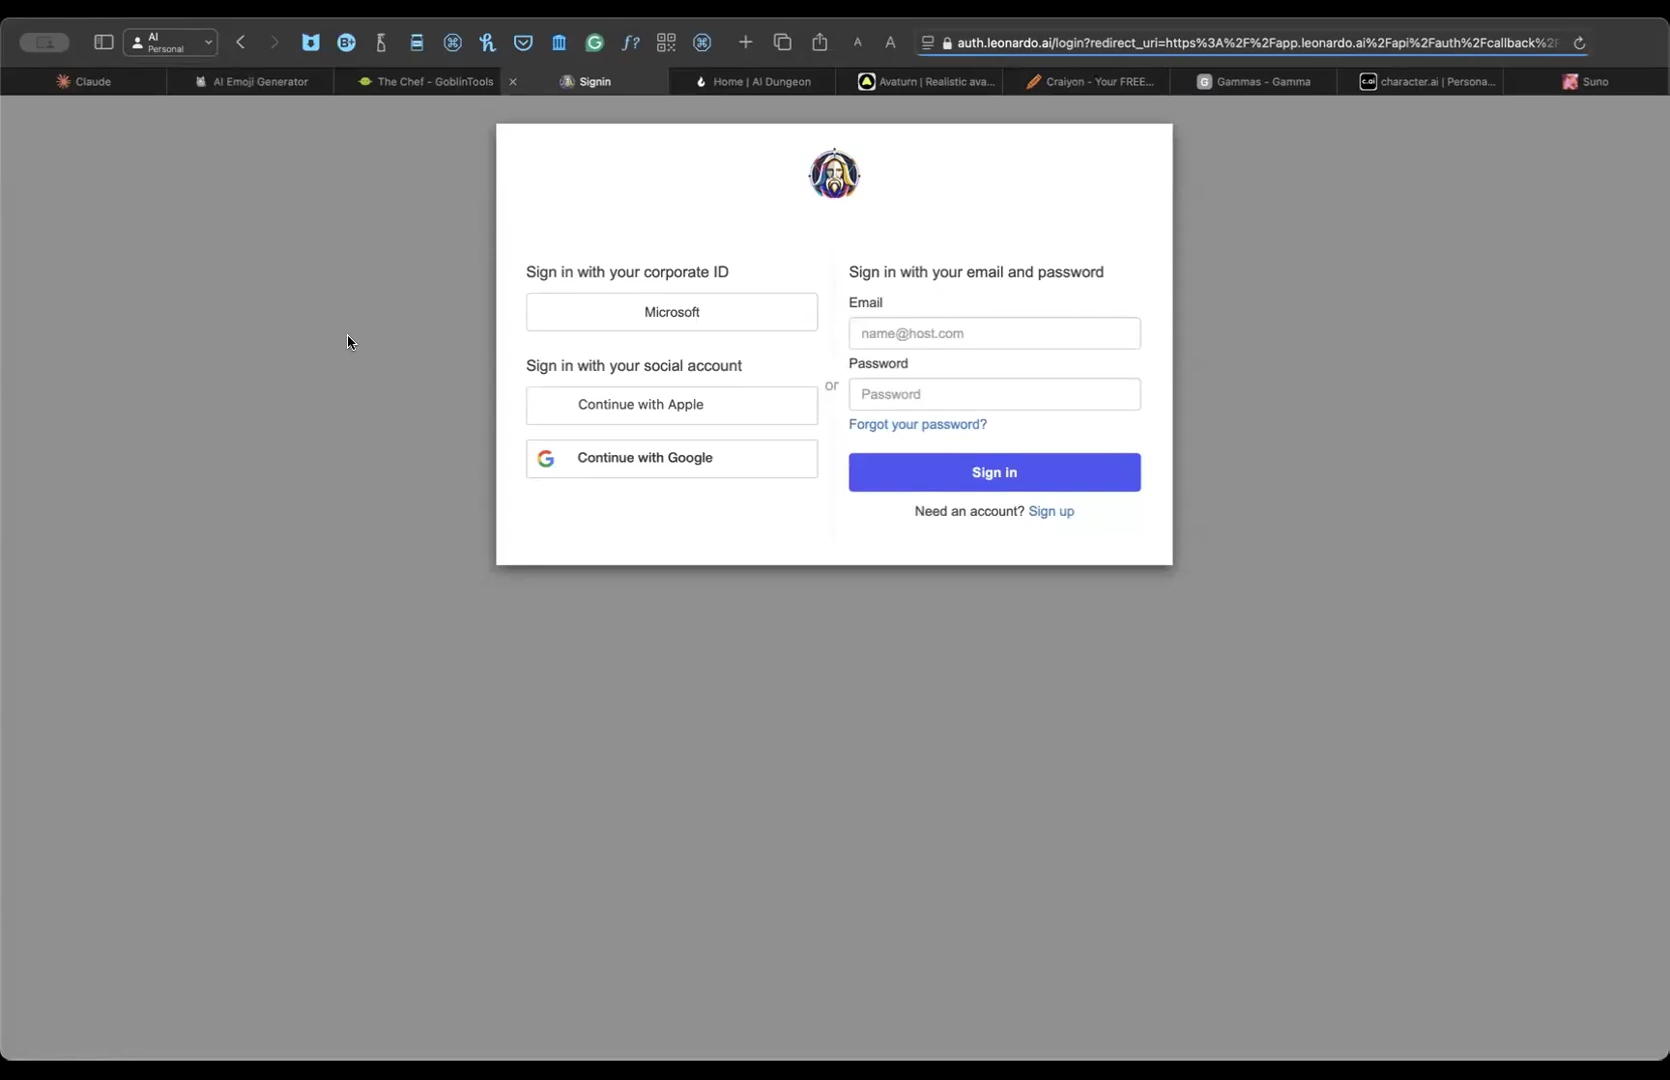 AI
Personal
auth.leonardo.ai/login?redirect_uri=https%3A%2F%2Fapp.leonardo.ai%2Fapi%2Fauth%2Fcallback%2F
Claude
AI Emoji Generator
The Chef - GoblinTools
Signin
Home | AI Dungeon
Avaturn | Realistic ava...
Craiyon - Your FREE...
Gammas - Gamma
character.ai | Persona...
Suno
Sign in with your corporate ID
Microsoft
Sign in with your social account
Continue with Apple
Continue with Google
or
Sign in with your email and password
Email
name@host.com
Password
Password
Forgot your password?
Sign in
Need an account? Sign up